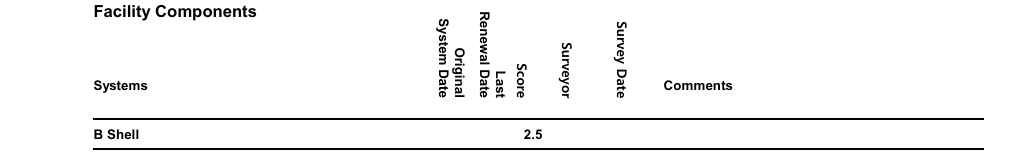 Facility Components
Systems
Original
System Date
Last
Renewal Date
Score
Surveyor
Survey Date
Comments
B Shell 2.5